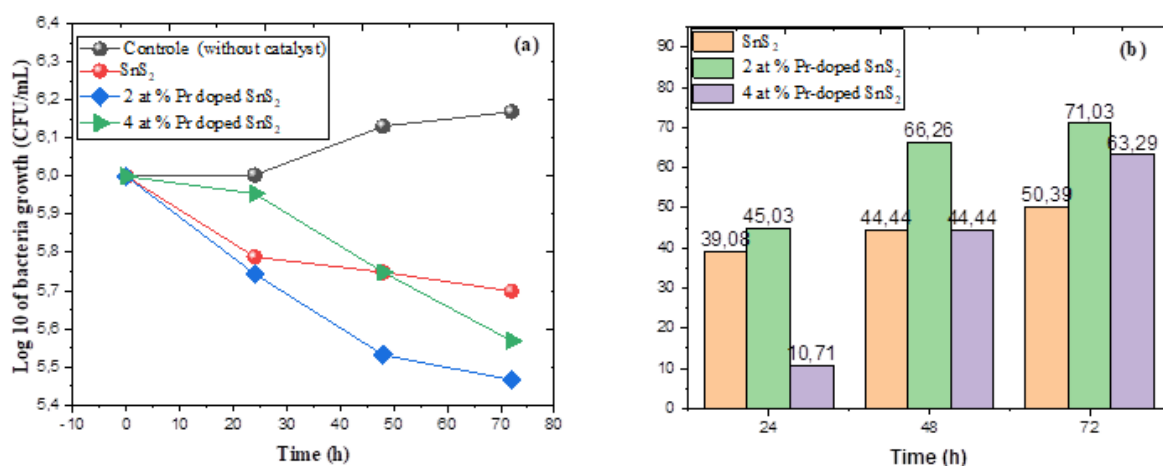 6,4
6,3
6,2
6,1
6,0
5,9
5,8
5,7
5,6
5,5
5,4
Log 10 of bacteria growth (CFU/mL)
(a)
Controle (without catalyst)
SnS₂
2 at % Pr doped SnS₂
4 at % Pr doped SnS₂
-10 0 10 20 30 40 50 60 70 80
Time (h)
90
80
70
60
50
40
30
20
10
0
(b)
SnS₂
2 at % Pr-doped SnS₂
4 at % Pr-doped SnS₂
39,08 45,03 10,71
44,44 66,26 44,44
50,39 71,03 63,29
24 48 72
Time (h)